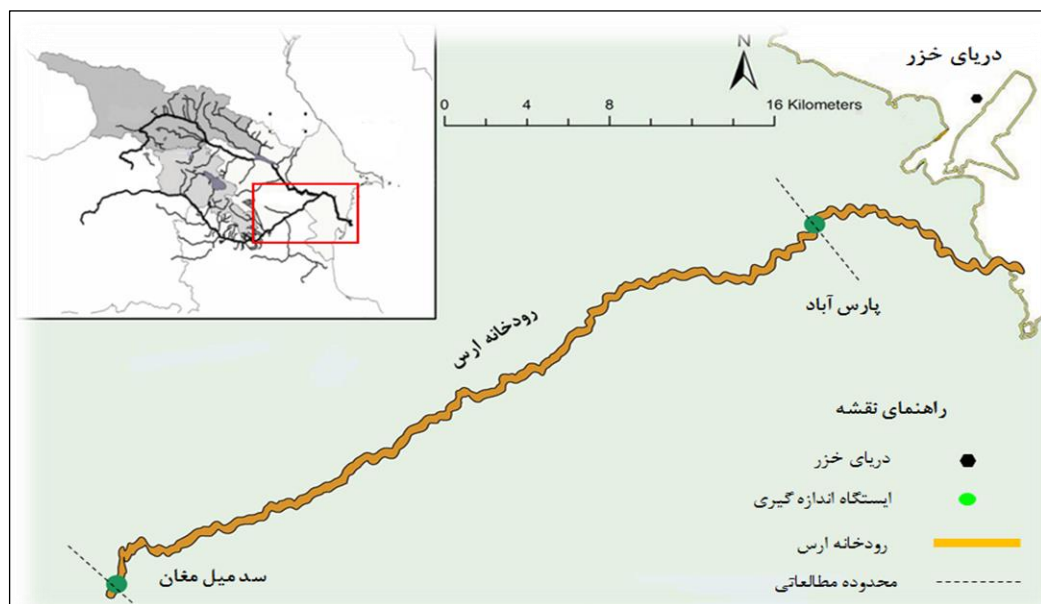 N
دریای خزر
0 4 8 16 Kilometers
پارس آباد
رودخانه ارس
سد میل مغان
راهنمای نقشه
دریای خزر
ایستگاه اندازه گیری
رودخانه ارس
محدوده مطالعاتی